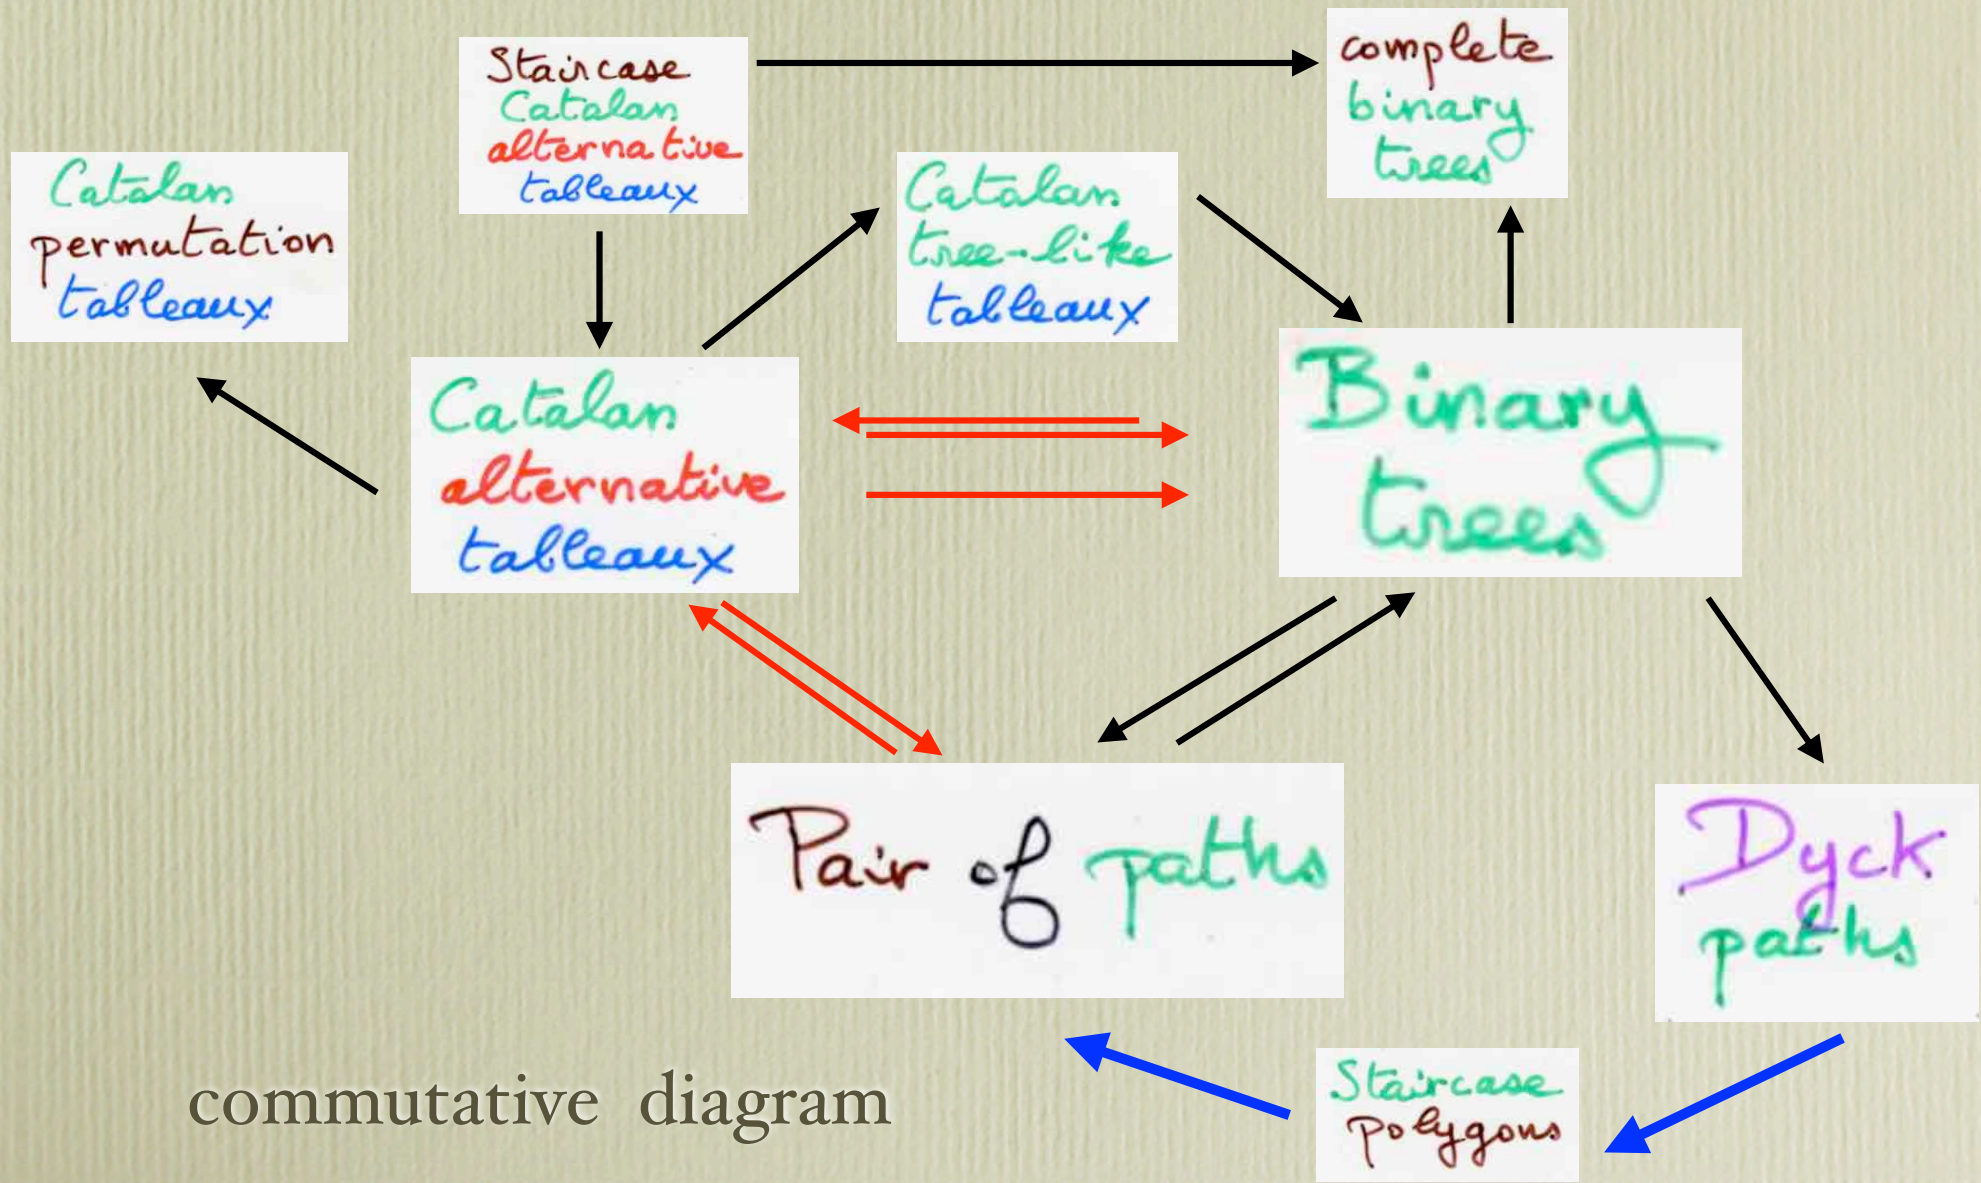 Staircase
Catalan
alternative
tableaux
complete
binary
trees
Catalan
permutation
tableaux
Catalan
tree-like
tableaux
Catalan
alternative
tableaux
Binary
trees
Pair of paths
Dyck
paths
Staircase
polygons
commutative diagram